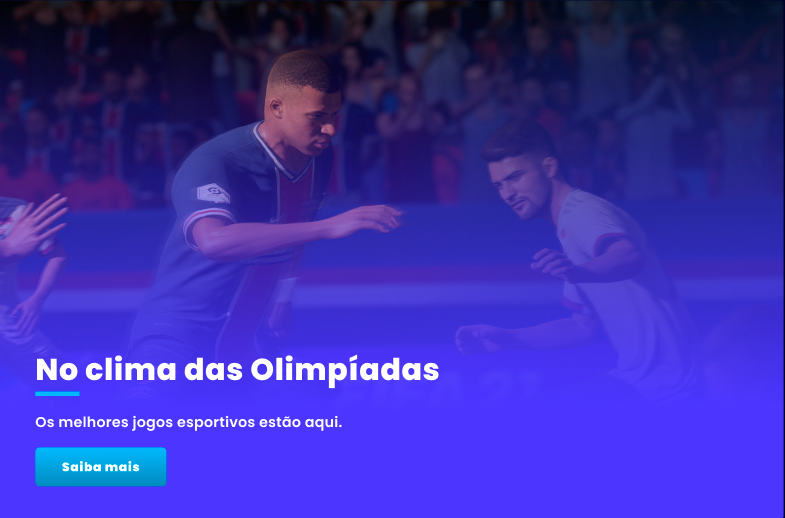 No clima das Olimpíadas
Os melhores jogos esportivos estão aqui.
Saiba mais